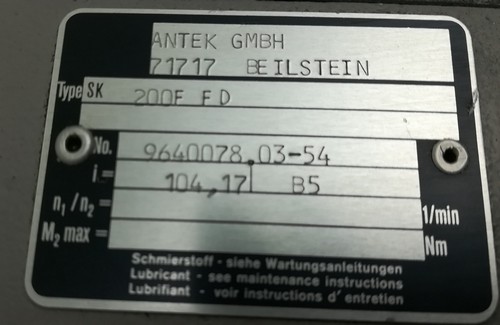 ANTEK GMBH
71717 BEILSTEIN
Type SK 200F FD
No. 9640078.03-54
i = 104,17 B5
n1/n2 = 1/min
M2 max = Nm
Schmierstoff - siehe Wartungsanleitungen
Lubricant - see maintenance instructions
Lubrifiant - voir instructions d'entretien